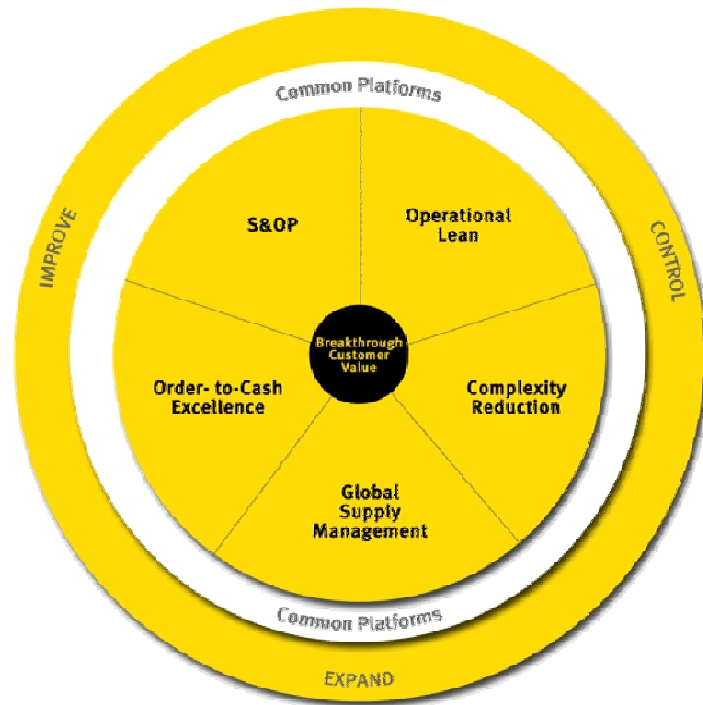 Common Platforms
IMPROVE
CONTROL
S&OP
Operational
Lean
Breakthrough
Customer
Value
Order- to-Cash
Excellence
Complexity
Reduction
Global
Supply
Management
Common Platforms
EXPAND